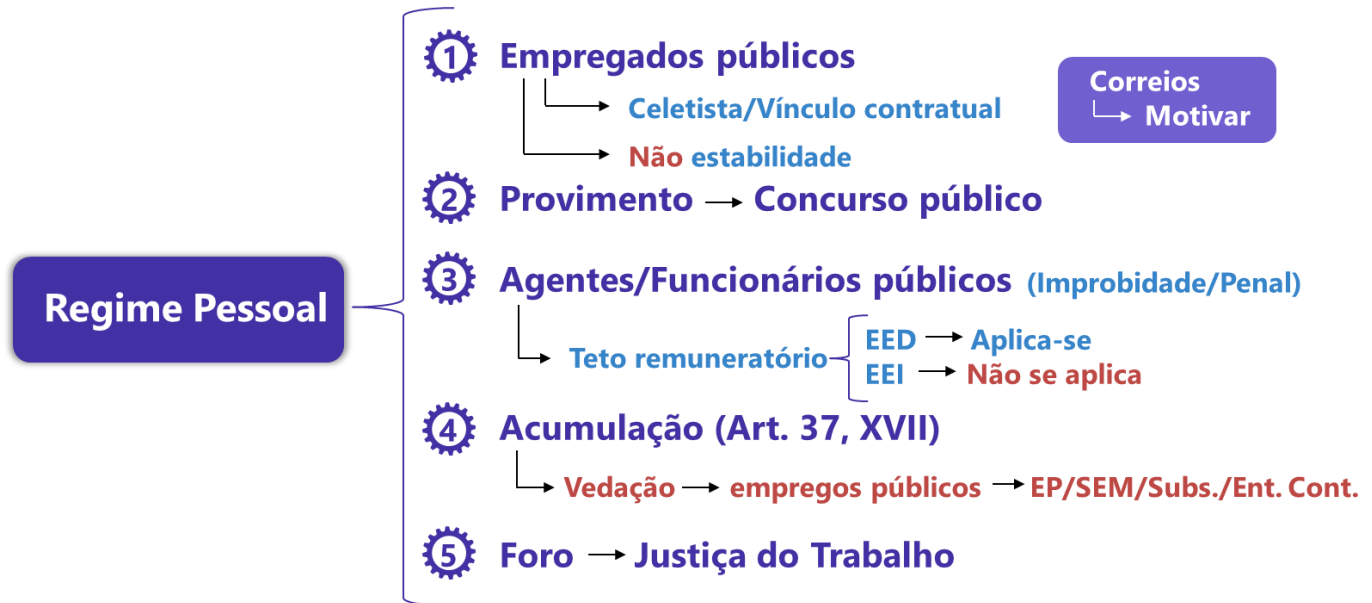 Regime Pessoal
1 Empregados públicos
Celetista/Vínculo contratual
Não estabilidade
Correios
Motivar
2 Provimento → Concurso público
3 Agentes/Funcionários públicos (Improbidade/Penal)
Teto remuneratório
EED → Aplica-se
EEI → Não se aplica
4 Acumulação (Art. 37, XVII)
Vedação → empregos públicos → EP/SEM/Subs./Ent. Cont.
5 Foro → Justiça do Trabalho